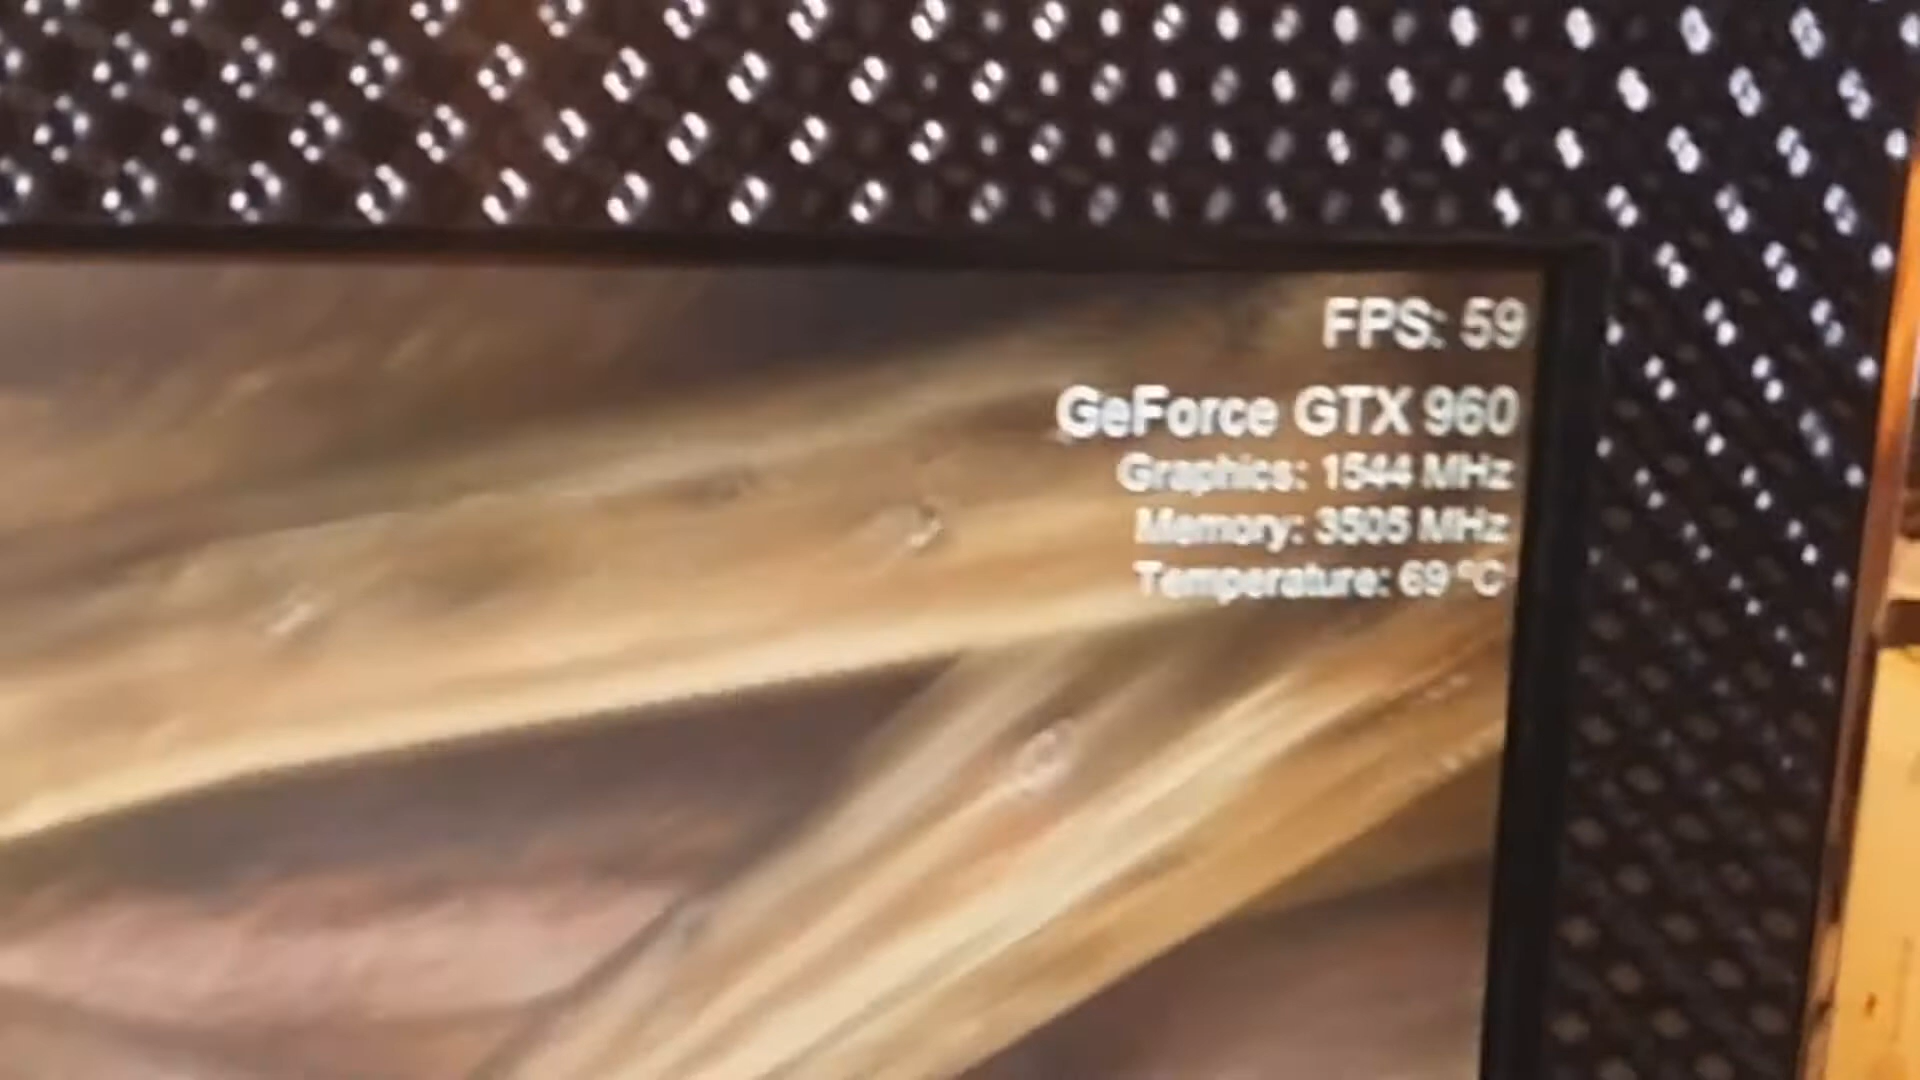 FPS: 59
GeForce GTX 960
Graphics: 1544 MHz
Memory: 3505 MHz
Temperature: 69 °C